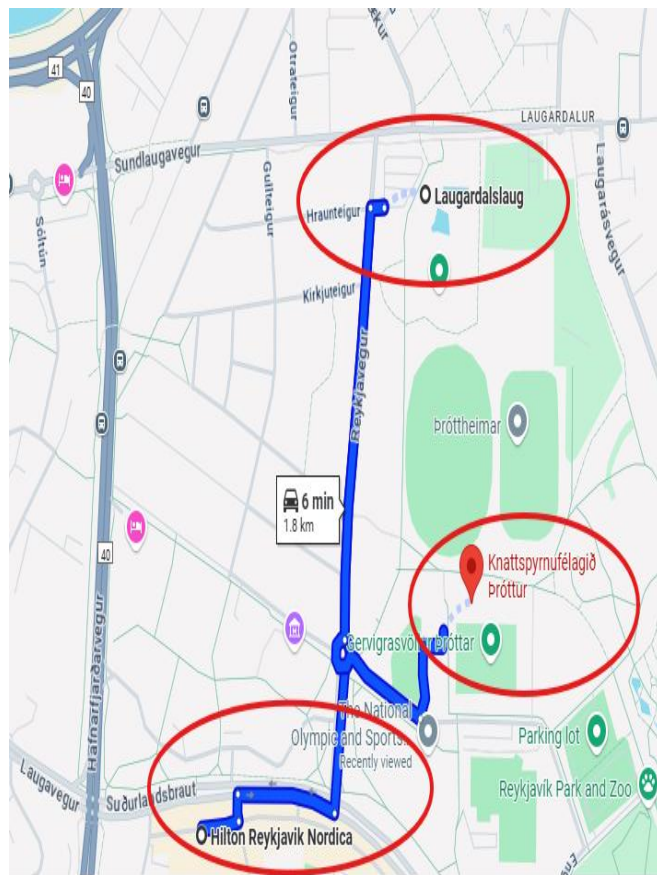 41
40
Otrateigur
LAUGARDALUR
Sundlaugavegur
Gullteigur
Laugarásvegur
Laugardalslaug
Hraunteigur
Sóltún
Kirkjuteigur
Reykjavegur
Þróttheimar
6 min
1.8 km
40
Knattspyrnufélagið
Þróttur
Gervigrasvöllur Þróttar
Hafnarfjarðarvegur
The National
Olympic and Sports...
Recently viewed
Parking lot
Laugavegur
Suðurlandsbraut
Reykjavík Park and Zoo
Hilton Reykjavik Nordica